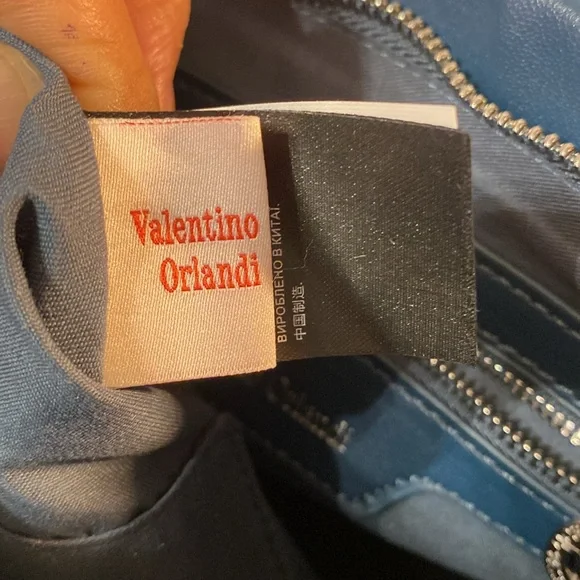 Valentino
Orlandi
ВИРОБЛЕНО В КИТАЇ.
中国制造.